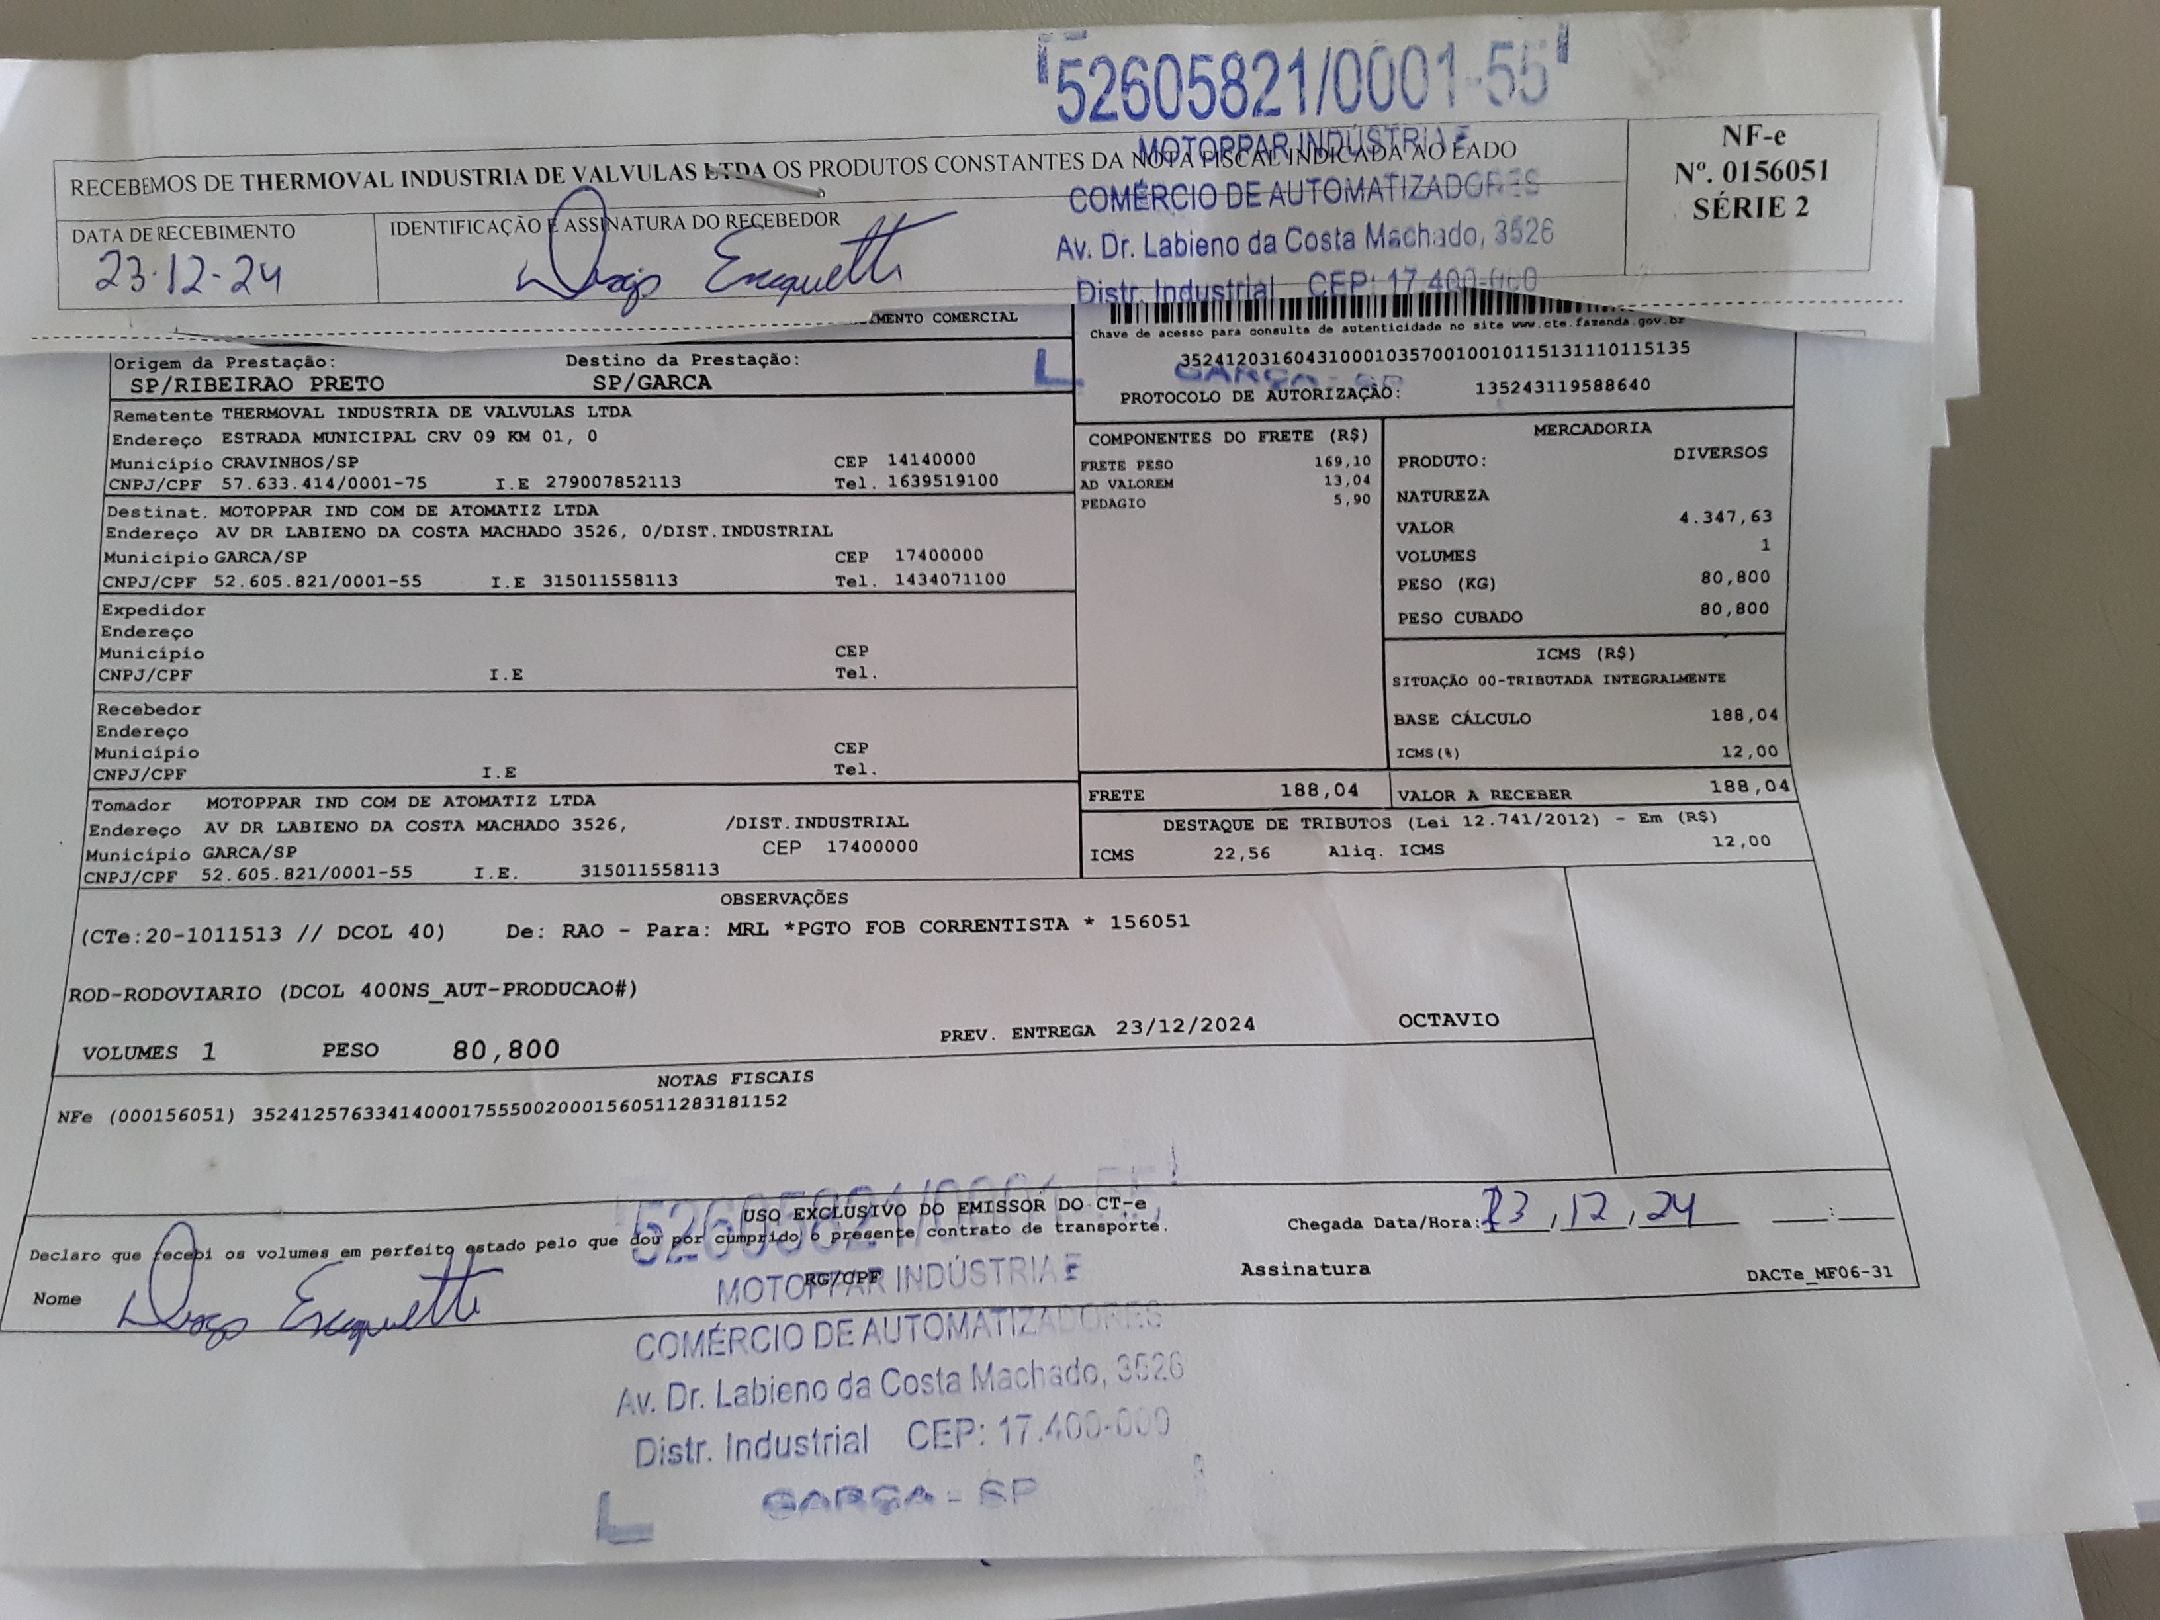 52605821/0001-55
MOTOPPAR INDÚSTRIA E
RECEBEMOS DE THERMOVAL INDUSTRIA DE VALVULAS LTDA OS PRODUTOS CONSTANTES DA NOTA FISCAL INDICADA AO LADO
NF-e
Nº. 0156051
SÉRIE 2
COMÉRCIO DE AUTOMATIZADORES
Av. Dr. Labieno da Costa Machado, 3526
Distr. Industrial CEP: 17.400-000
DATA DE RECEBIMENTO
23.12-24
IDENTIFICAÇÃO E ASSINATURA DO RECEBEDOR
MENTO COMERCIAL
Chave de acesso para consulta de autenticidade no site www.cte.fazenda.gov.br
35241203160431000103570010010115131110115135
GARÇA - SP
PROTOCOLO DE AUTORIZAÇÃO: 135243119588640
Origem da Prestação: Destino da Prestação:
SP/RIBEIRAO PRETO SP/GARCA
Remetente THERMOVAL INDUSTRIA DE VALVULAS LTDA
Endereço ESTRADA MUNICIPAL CRV 09 KM 01, 0
Município CRAVINHOS/SP CEP 14140000
CNPJ/CPF 57.633.414/0001-75 I.E 279007852113 Tel. 1639519100
Destinat. MOTOPPAR IND COM DE ATOMATIZ LTDA
Endereço AV DR LABIENO DA COSTA MACHADO 3526, 0/DIST.INDUSTRIAL
Município GARCA/SP CEP 17400000
CNPJ/CPF 52.605.821/0001-55 I.E 315011558113 Tel. 1434071100
Expedidor
Endereço
Município CEP
CNPJ/CPF I.E Tel.
Recebedor
Endereço
Município CEP
CNPJ/CPF I.E Tel.
Tomador MOTOPPAR IND COM DE ATOMATIZ LTDA
Endereço AV DR LABIENO DA COSTA MACHADO 3526, /DIST.INDUSTRIAL
Município GARCA/SP CEP 17400000
CNPJ/CPF 52.605.821/0001-55 I.E. 315011558113
COMPONENTES DO FRETE (R$)
FRETE PESO 169,10
AD VALOREM 13,04
PEDAGIO 5,90
MERCADORIA
PRODUTO: DIVERSOS
NATUREZA
VALOR 4.347,63
VOLUMES 1
PESO (KG) 80,800
PESO CUBADO 80,800
ICMS (R$)
SITUAÇÃO 00-TRIBUTADA INTEGRALMENTE
BASE CÁLCULO 188,04
ICMS(%) 12,00
FRETE 188,04 VALOR A RECEBER 188,04
DESTAQUE DE TRIBUTOS (Lei 12.741/2012) - Em (R$)
ICMS 22,56 Aliq. ICMS 12,00
OBSERVAÇÕES
(CTe:20-1011513 // DCOL 40) De: RAO - Para: MRL *PGTO FOB CORRENTISTA * 156051
ROD-RODOVIARIO (DCOL 400NS_AUT-PRODUCAO#)
VOLUMES 1 PESO 80,800 PREV. ENTREGA 23/12/2024 OCTAVIO
NOTAS FISCAIS
NFe (000156051) 35241257633414000175550020001560511283181152
52605821/0001-55
USO EXCLUSIVO DO EMISSOR DO CT-e
Declaro que recebi os volumes em perfeito estado pelo que dou por cumprido o presente contrato de transporte.
Chegada Data/Hora: 23,12,24 __:__
Nome RG/CPF Assinatura DACTe_MF06-31
MOTOPPAR INDÚSTRIA E
COMÉRCIO DE AUTOMATIZADORES
Av. Dr. Labieno da Costa Machado, 3526
Distr. Industrial CEP: 17.400-000
GARÇA - SP